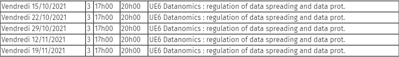 Vendredi 15/10/2021 3 17h00 20h00 UE6 Datanomics : regulation of data spreading and data prot.
Vendredi 22/10/2021 3 17h00 20h00 UE6 Datanomics : regulation of data spreading and data prot.
Vendredi 29/10/2021 3 17h00 20h00 UE6 Datanomics : regulation of data spreading and data prot.
Vendredi 12/11/2021 3 17h00 20h00 UE6 Datanomics : regulation of data spreading and data prot.
Vendredi 19/11/2021 3 17h00 20h00 UE6 Datanomics : regulation of data spreading and data prot.